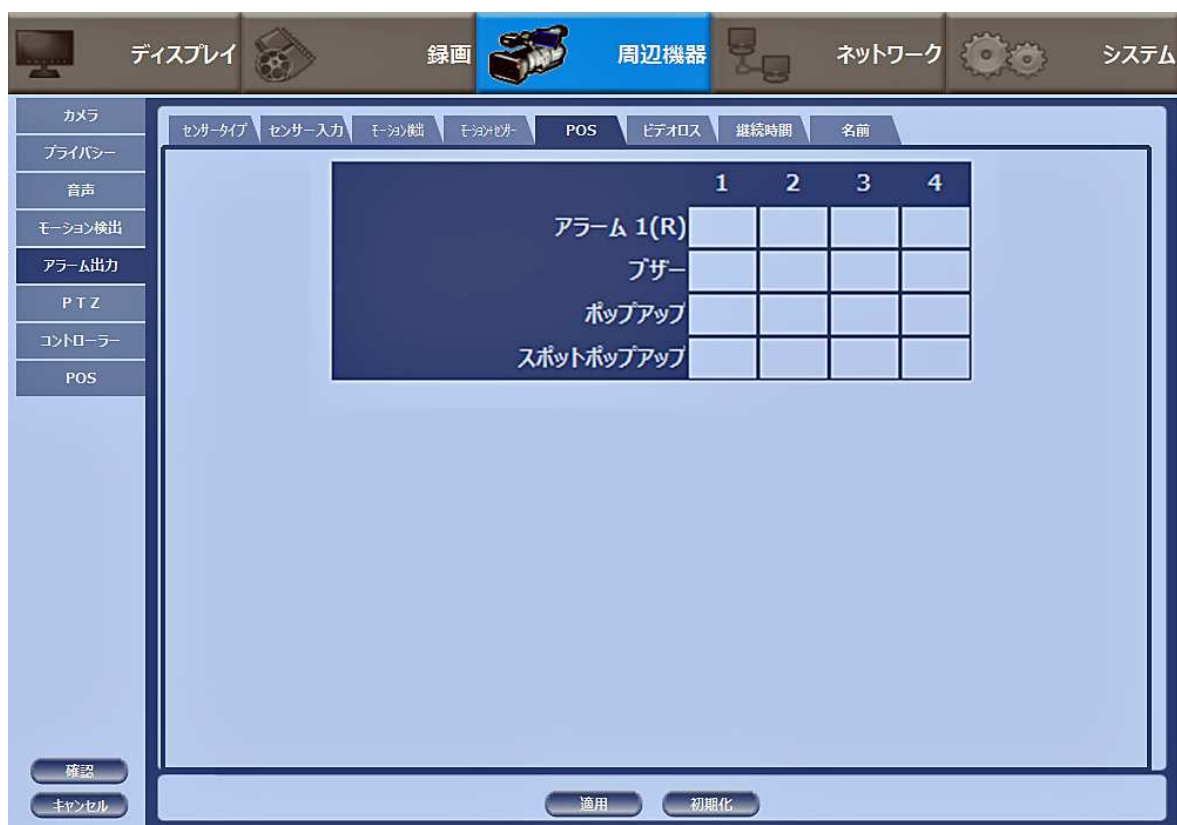 ディスプレイ 録画 周辺機器 ネットワーク システム
カメラ
プライバシー
音声
モーション検出
アラーム出力
PTZ
コントローラー
POS
センサータイプ センサー入力 モーション検出 モーション+センサー POS ビデオロス 継続時間 名前
1 2 3 4
アラーム 1(R)
ブザー
ポップアップ
スポットポップアップ
確認
キャンセル
適用 初期化